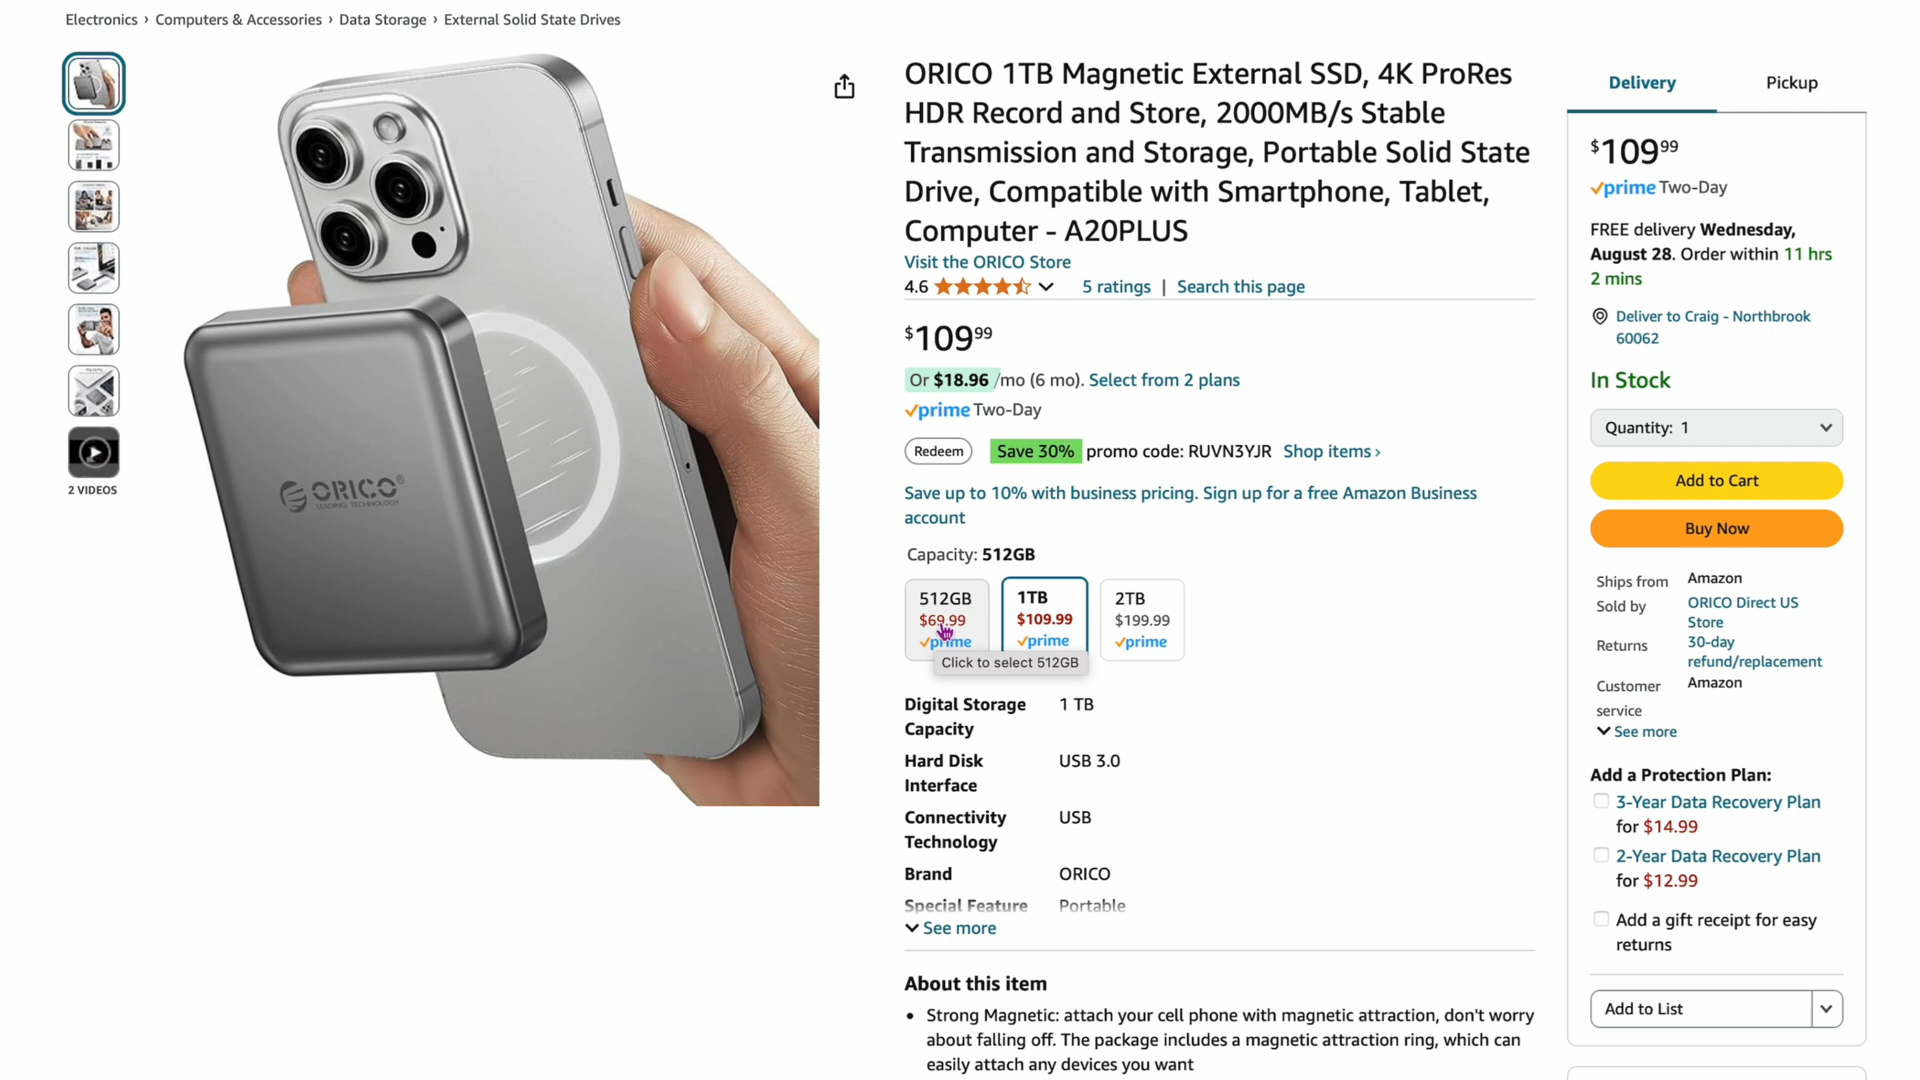 Electronics › Computers & Accessories › Data Storage › External Solid State Drives
2 VIDEOS
ORICO®
LEADING TECHNOLOGY
ORICO 1TB Magnetic External SSD, 4K ProRes
HDR Record and Store, 2000MB/s Stable
Transmission and Storage, Portable Solid State
Drive, Compatible with Smartphone, Tablet,
Computer - A20PLUS
Visit the ORICO Store
4.6 5 ratings | Search this page
$109 99
Or $18.96 /mo (6 mo). Select from 2 plans
prime Two-Day
Redeem Save 30% promo code: RUVN3YJR Shop items ›
Save up to 10% with business pricing. Sign up for a free Amazon Business
account
Capacity: 512GB
512GB
$69.99
prime
1TB
$109.99
prime
2TB
$199.99
prime
Click to select 512GB
Digital Storage Capacity 1 TB
Hard Disk Interface USB 3.0
Connectivity Technology USB
Brand ORICO
Special Feature Portable
See more
About this item
• Strong Magnetic: attach your cell phone with magnetic attraction, don't worry
about falling off. The package includes a magnetic attraction ring, which can
easily attach any devices you want
Delivery Pickup
$109 99
prime Two-Day
FREE delivery Wednesday,
August 28. Order within 11 hrs
2 mins
Deliver to Craig - Northbrook
60062
In Stock
Quantity: 1
Add to Cart
Buy Now
Ships from Amazon
Sold by ORICO Direct US
Store
Returns 30-day
refund/replacement
Customer service Amazon
See more
Add a Protection Plan:
3-Year Data Recovery Plan
for $14.99
2-Year Data Recovery Plan
for $12.99
Add a gift receipt for easy
returns
Add to List